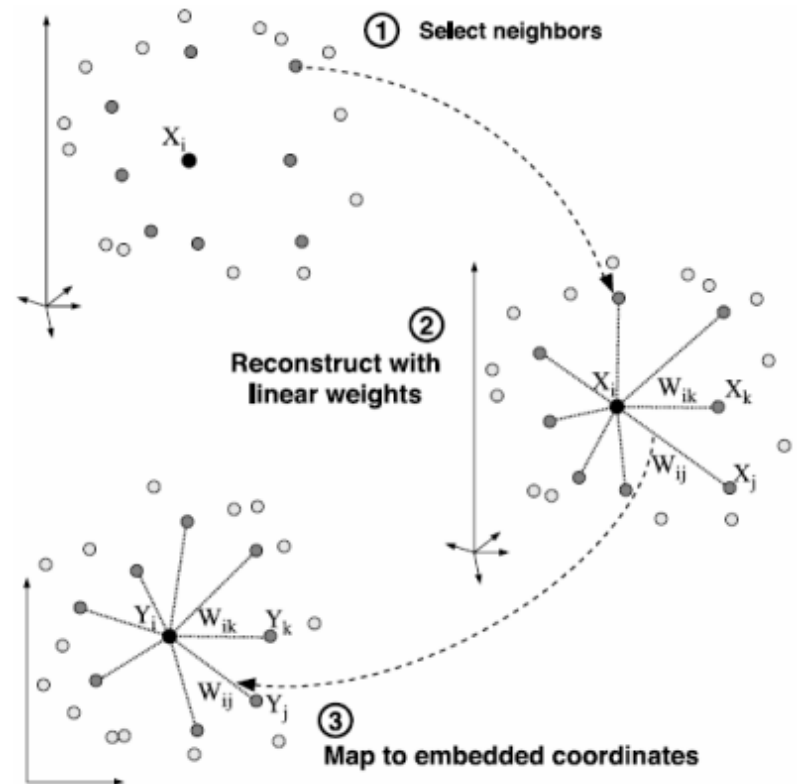 ① Select neighbors
X_i
②
Reconstruct with
linear weights
X_i
W_ik
X_k
W_ij
X_j
Y_i
W_ik
Y_k
W_ij
Y_j
③
Map to embedded coordinates